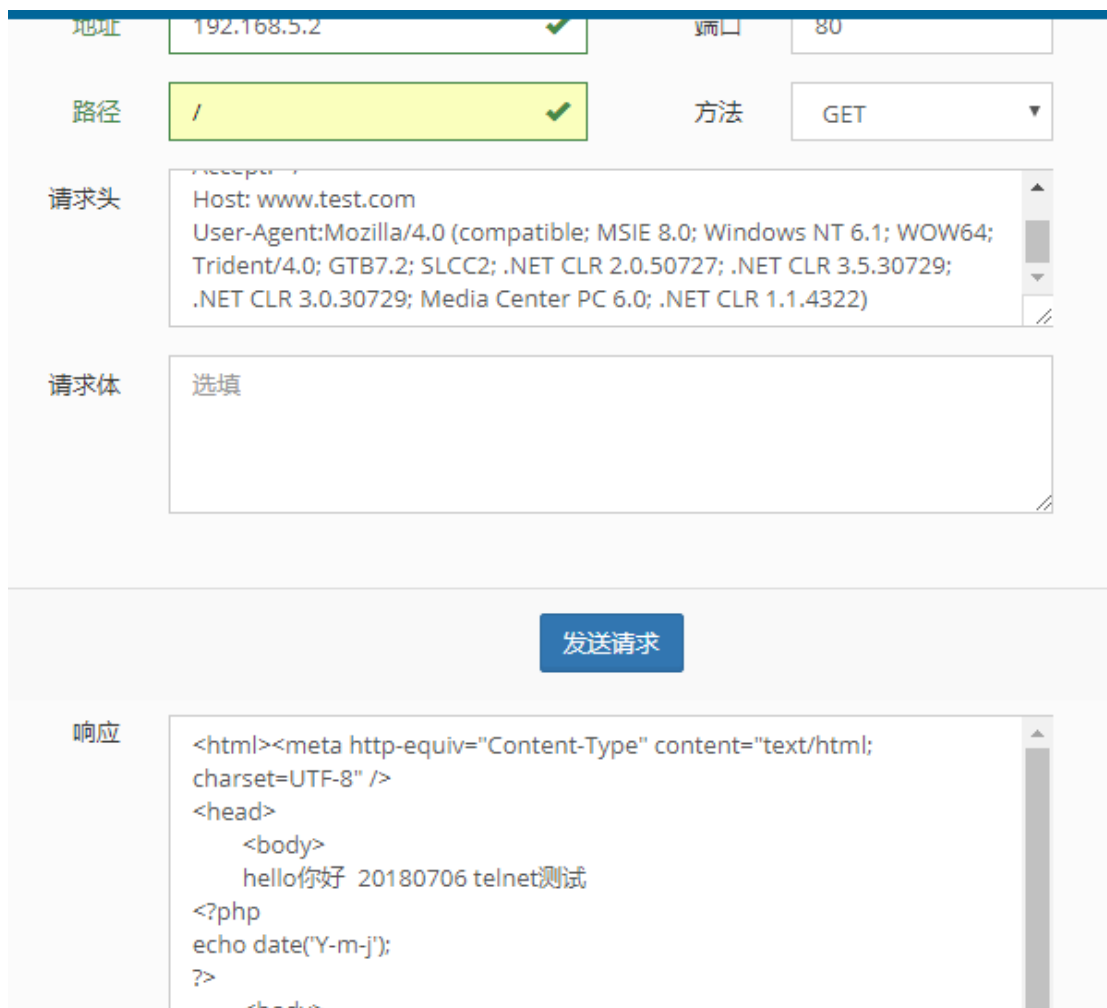 地址 192.168.5.2 端口 80
路径 / 方法 GET
请求头
Host: www.test.com
User-Agent:Mozilla/4.0 (compatible; MSIE 8.0; Windows NT 6.1; WOW64;
Trident/4.0; GTB7.2; SLCC2; .NET CLR 2.0.50727; .NET CLR 3.5.30729;
.NET CLR 3.0.30729; Media Center PC 6.0; .NET CLR 1.1.4322)
请求体 选填
发送请求
响应
<html><meta http-equiv="Content-Type" content="text/html;
charset=UTF-8" />
<head>
<body>
hello你好  20180706 telnet测试
<?php
echo date('Y-m-j');
?>
<body>